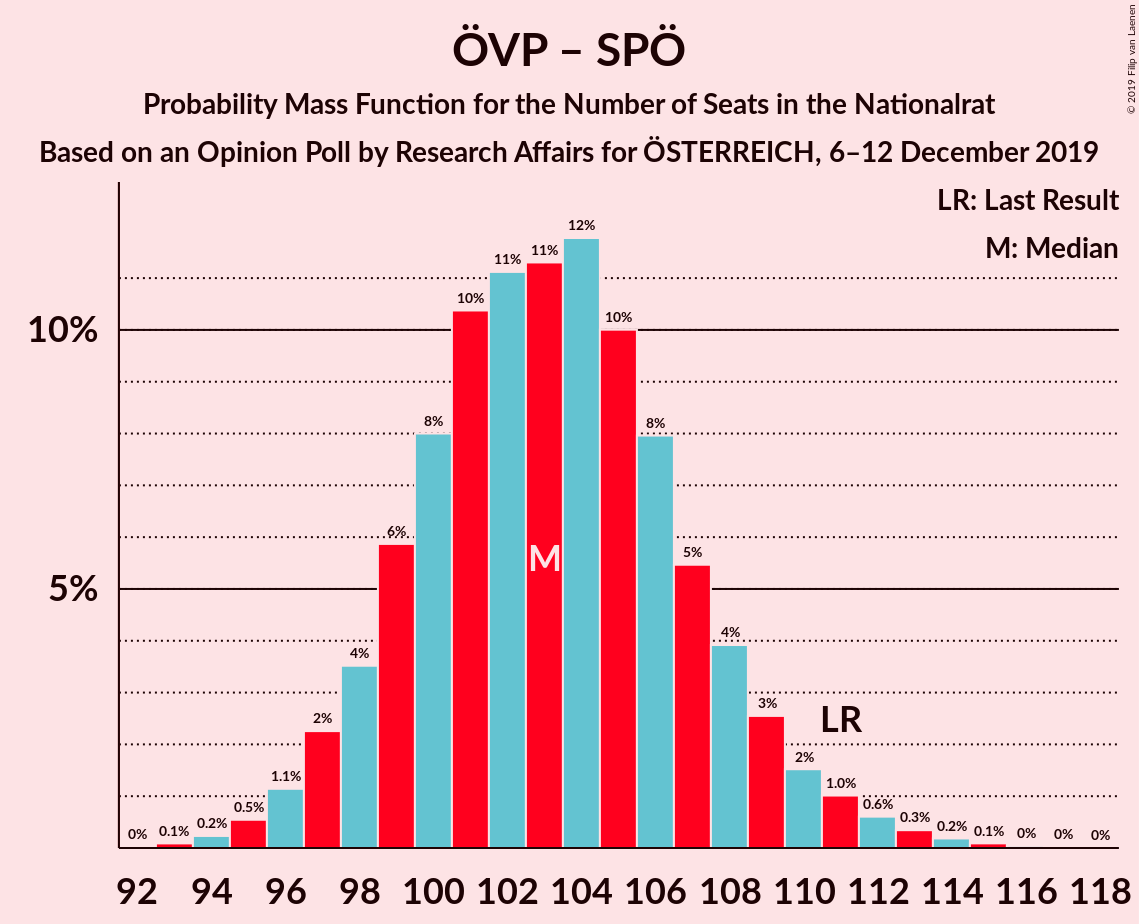 ÖVP – SPÖ
Probability Mass Function for the Number of Seats in the Nationalrat
Based on an Opinion Poll by Research Affairs for ÖSTERREICH, 6–12 December 2019
© 2019 Filip van Laenen
LR: Last Result
M: Median
10%
5%
0% 0.1% 0.2% 0.5% 1.1% 2% 4% 6% 8% 10% 11% 11% 12% 10% 8% 5% 4% 3% 2% 1.0% 0.6% 0.3% 0.2% 0.1% 0% 0% 0%
M
LR
92 94 96 98 100 102 104 106 108 110 112 114 116 118